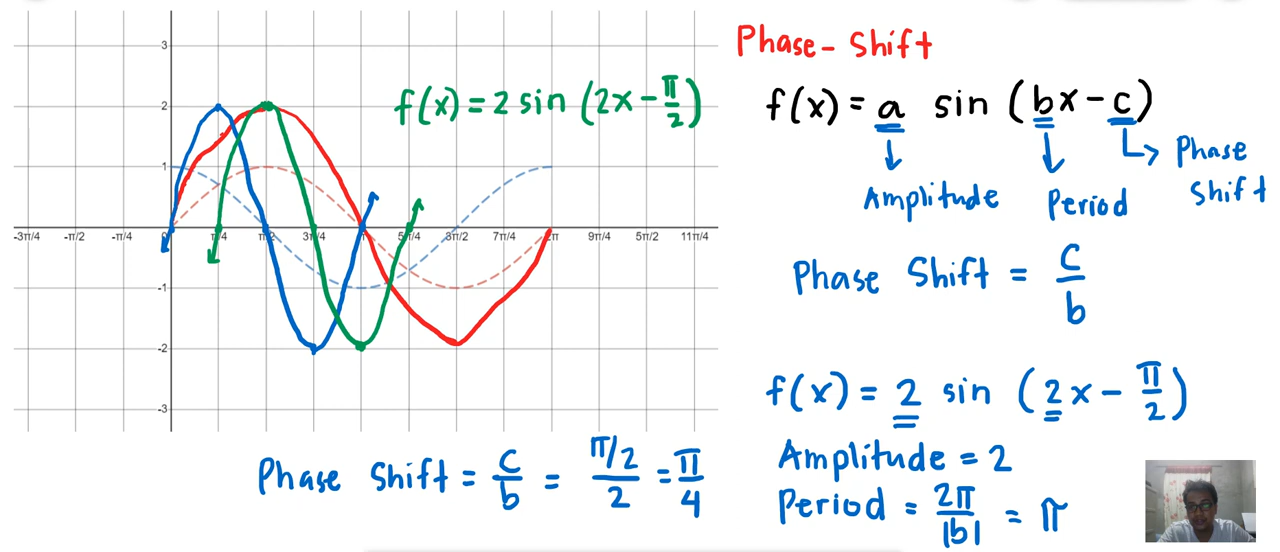 Phase-Shift
f(x) = a sin (bx - c)
Amplitude
Period
Phase Shift
Phase Shift = c/b
f(x) = 2 sin (2x - π/2)
Amplitude = 2
Period = 2π/|b| = π
f(x) = 2 sin (2x - π/2)
3
2
1
-3π/4 -π/2 -π/4 0 π/4 π/2 3π/4 π 5π/4 3π/2 7π/4 2π 9π/4 5π/2 11π/4
-1
-2
-3
Phase Shift = c/b = π/2/2 = π/4